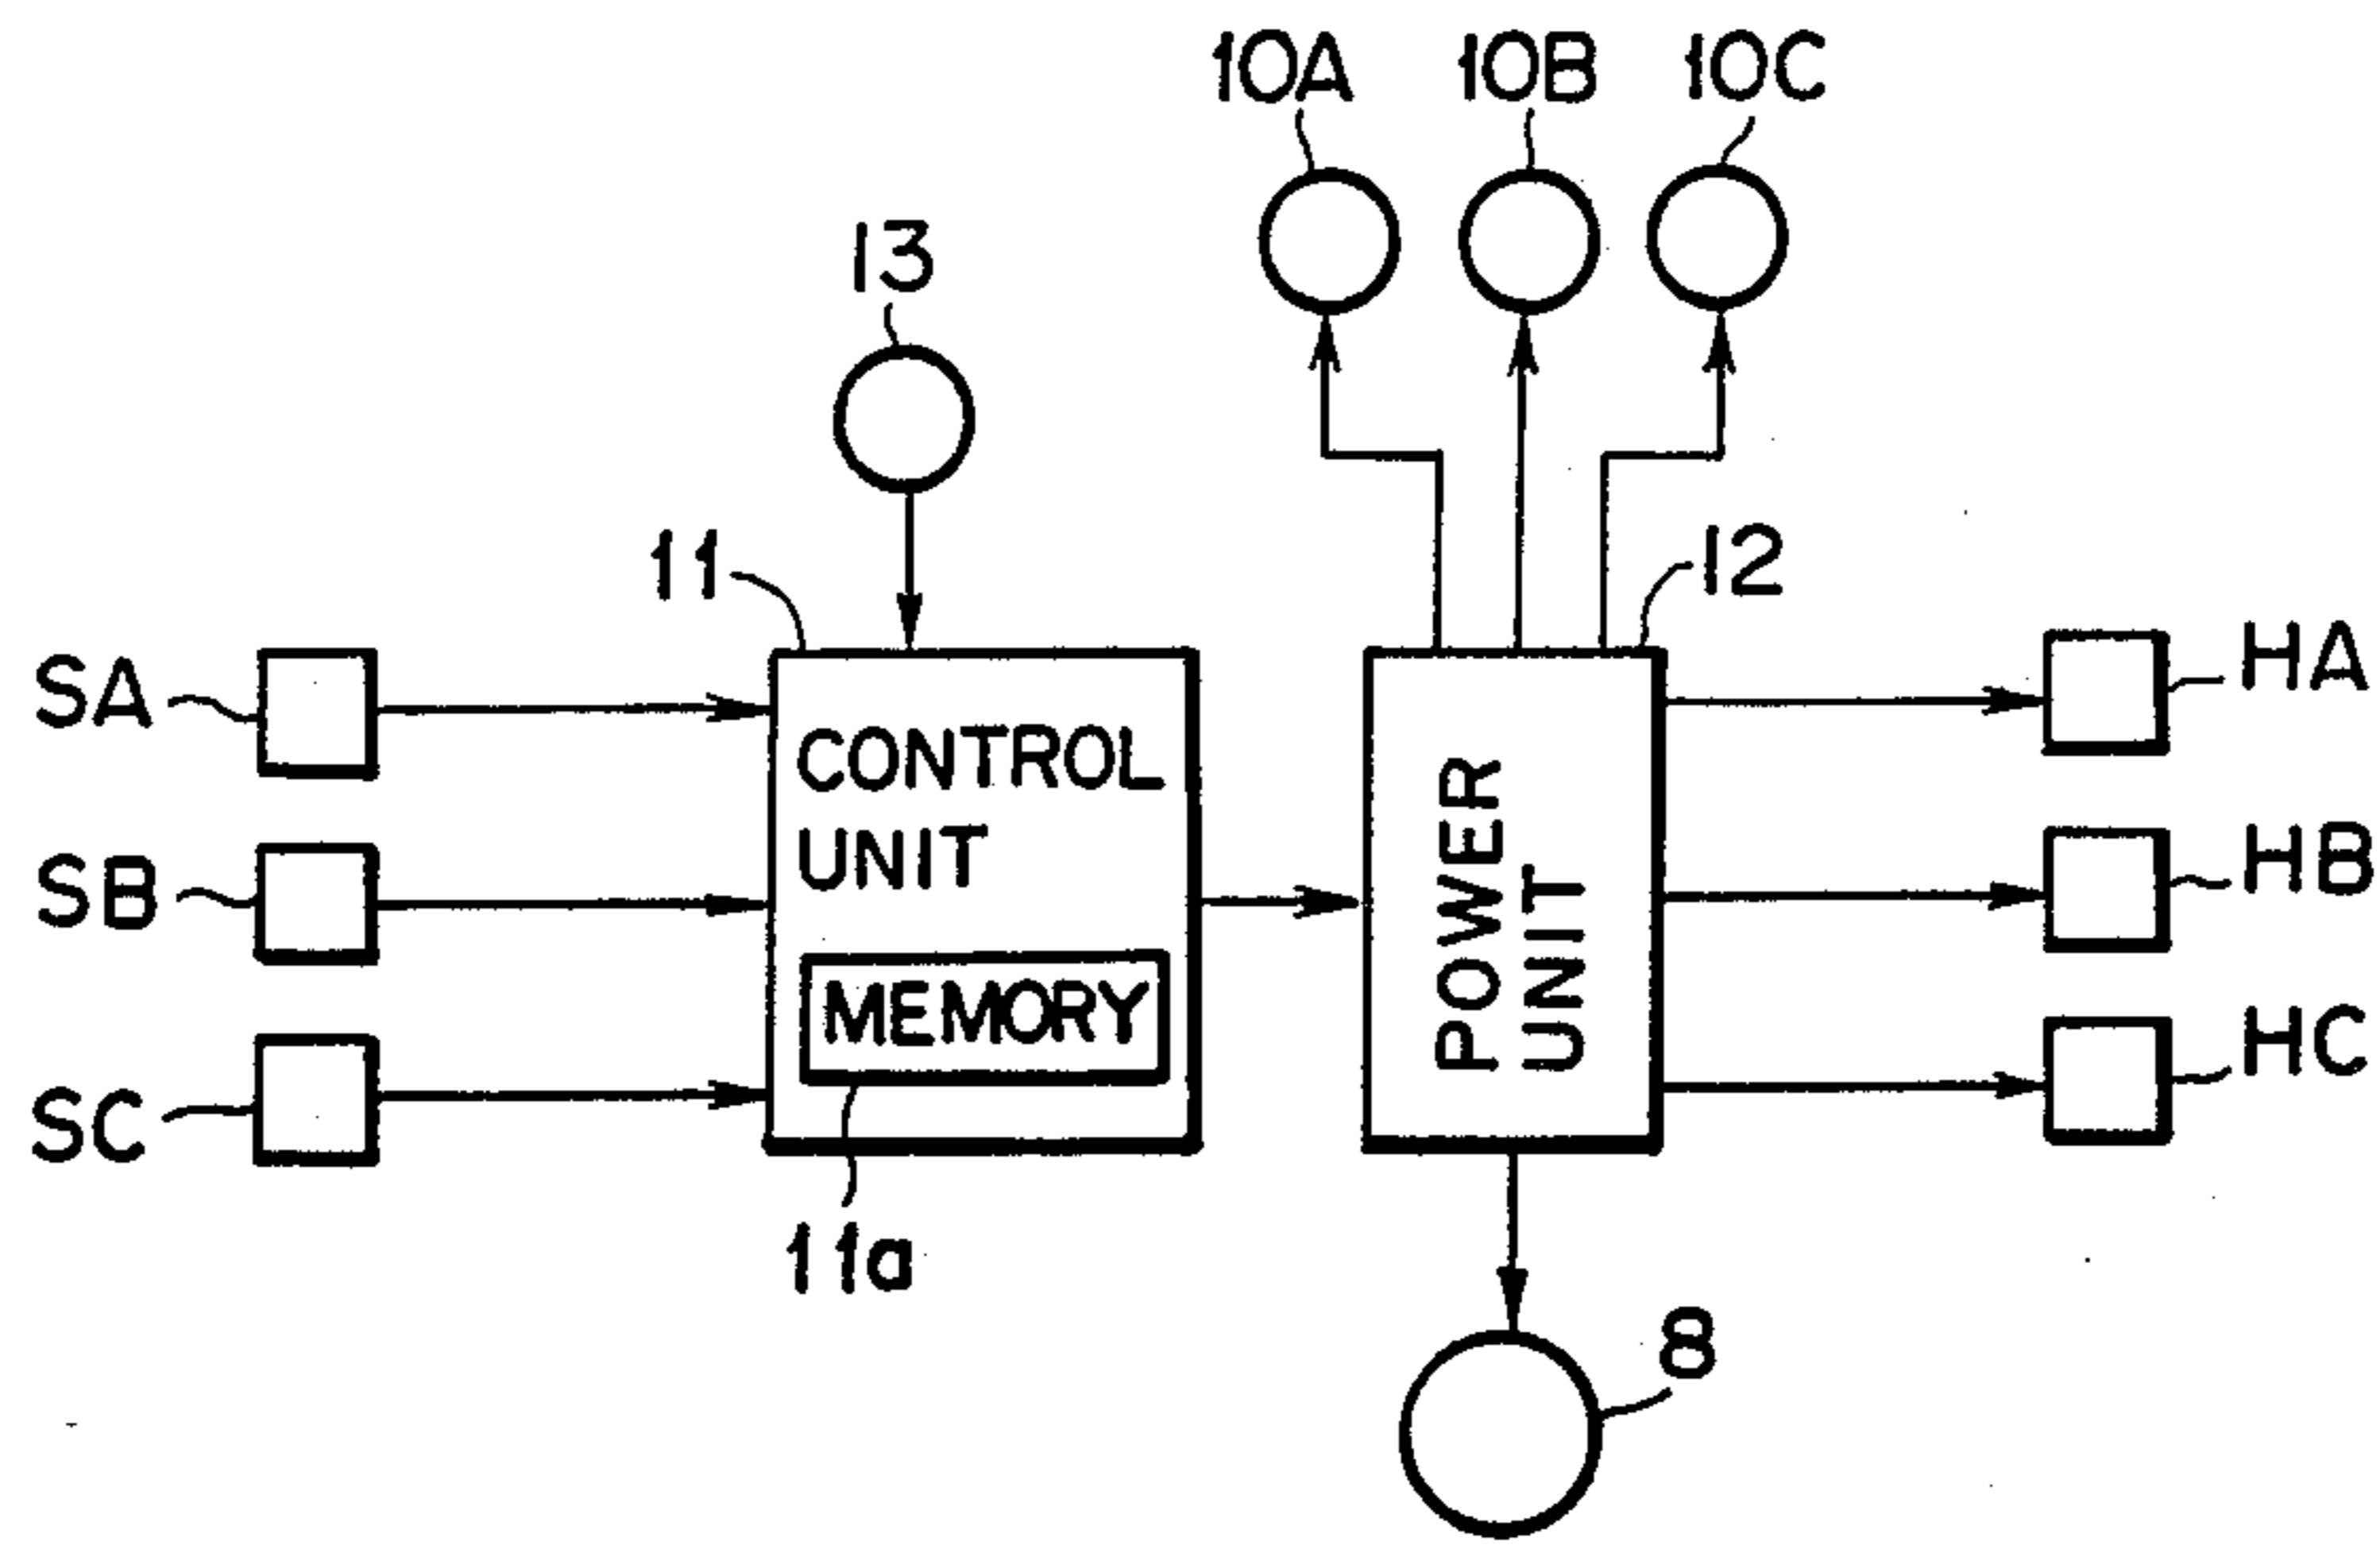 10A 10B 10C
13
11
12
SA
SB
SC
CONTROL
UNIT
MEMORY
11a
POWER
UNIT
HA
HB
HC
8